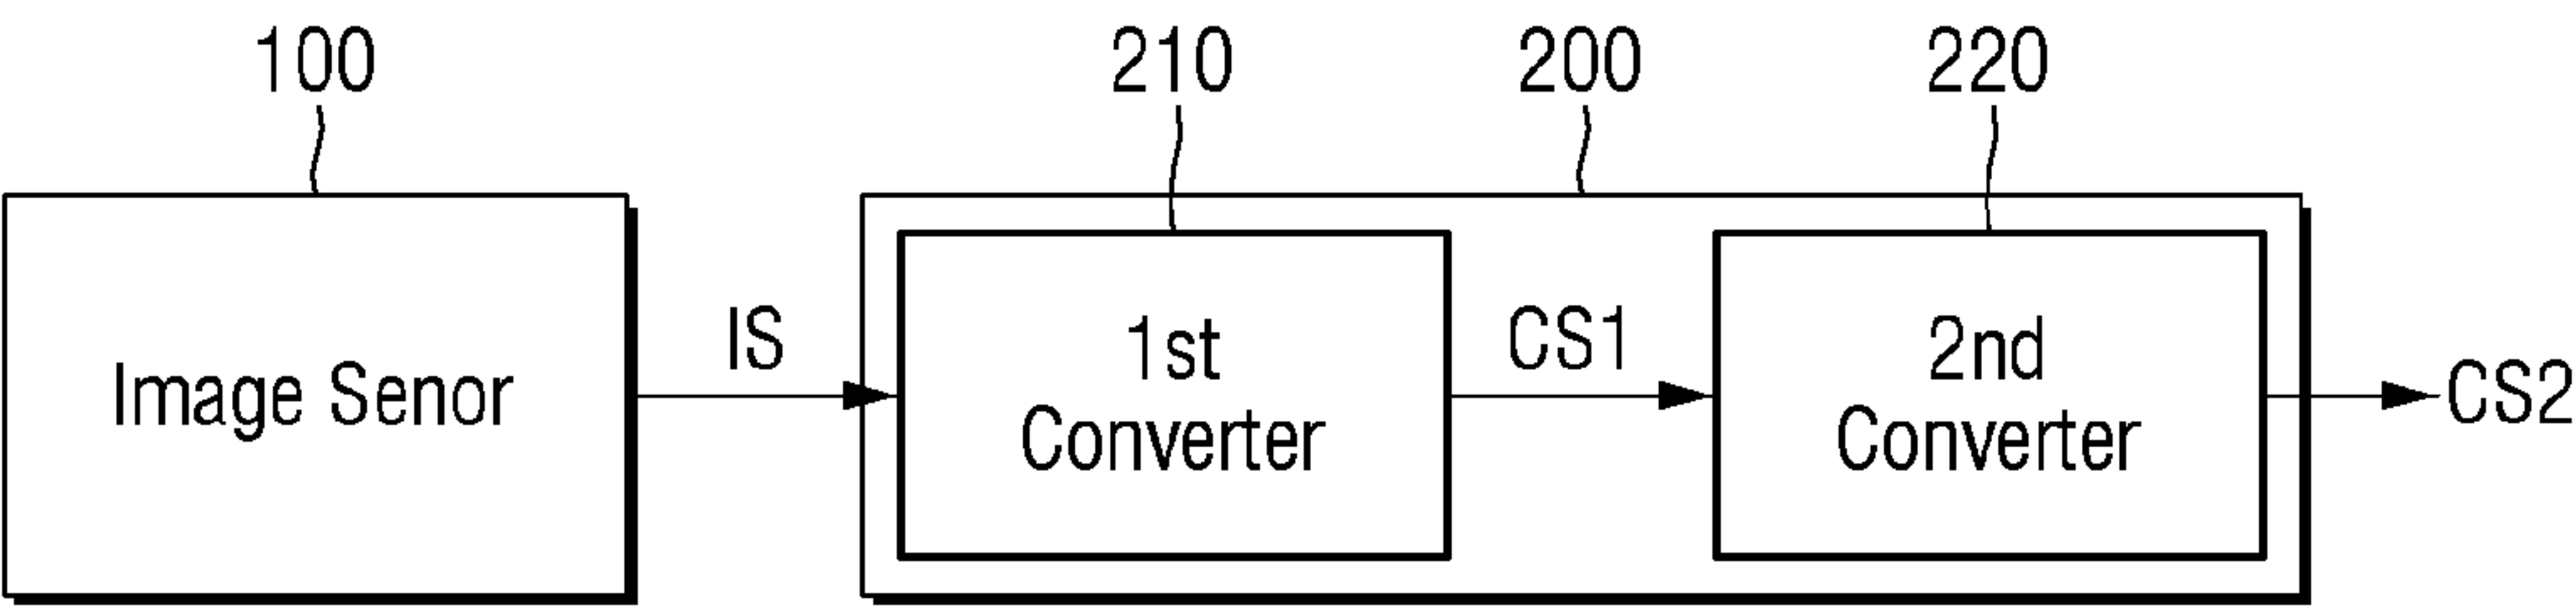 100
210
200
220
Image Senor
IS
1st
Converter
CS1
2nd
Converter
CS2